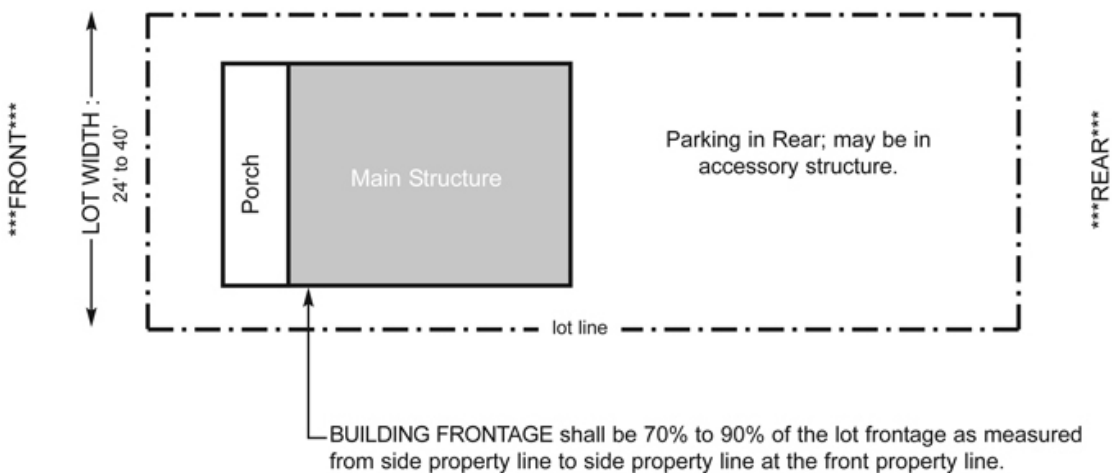 ***FRONT***
LOT WIDTH :
24' to 40'
Porch
Main Structure
Parking in Rear; may be in
accessory structure.
***REAR***
lot line
BUILDING FRONTAGE shall be 70% to 90% of the lot frontage as measured
from side property line to side property line at the front property line.